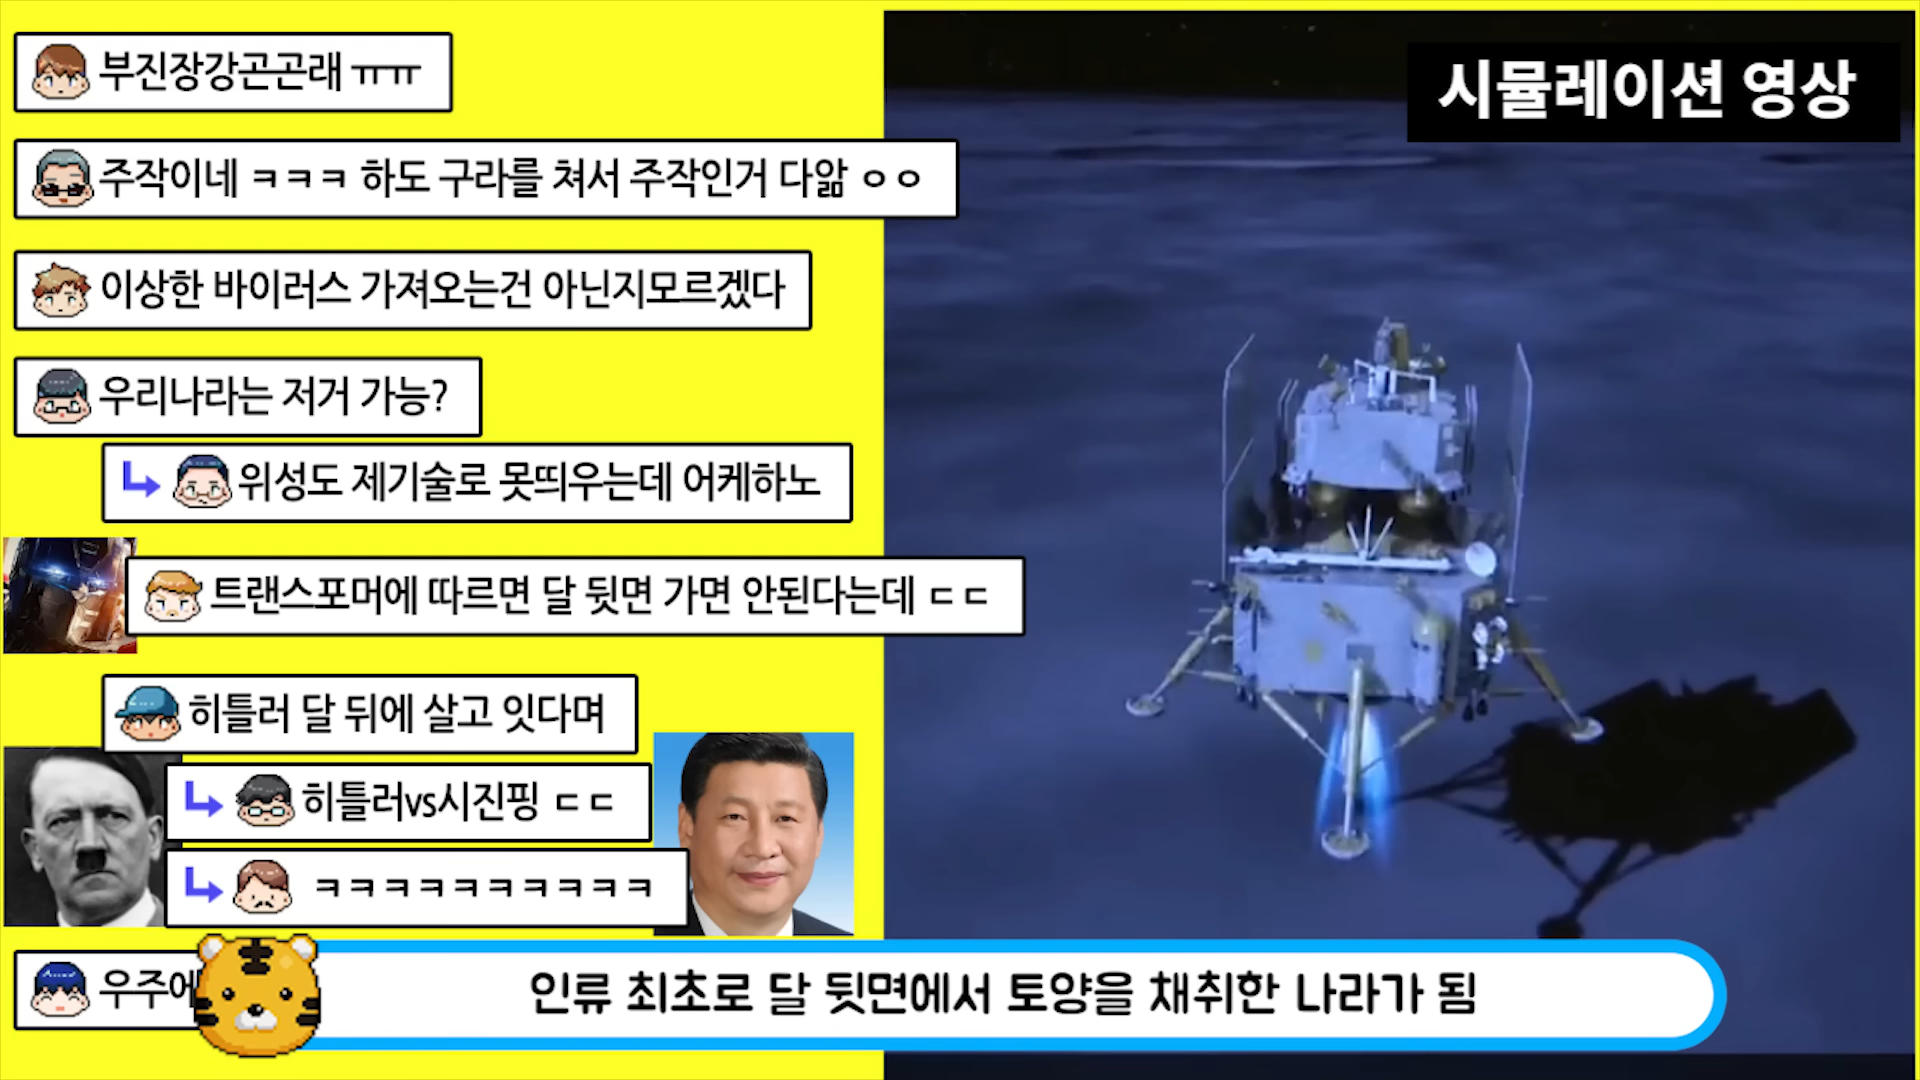 부진장강곤곤래 ㅠㅠ
시뮬레이션 영상
주작이네 ㅋㅋㅋ 하도 구라를 쳐서 주작인거 다앎 ㅇㅇ
이상한 바이러스 가져오는건 아닌지모르겠다
우리나라는 저거 가능?
위성도 제기술로 못띄우는데 어케하노
트랜스포머에 따르면 달 뒷면 가면 안된다는데 ㄷㄷ
히틀러 달 뒤에 살고 잇다며
히틀러vs시진핑 ㄷㄷ
ㅋㅋㅋㅋㅋㅋㅋㅋㅋㅋ
우주에
인류 최초로 달 뒷면에서 토양을 채취한 나라가 됨